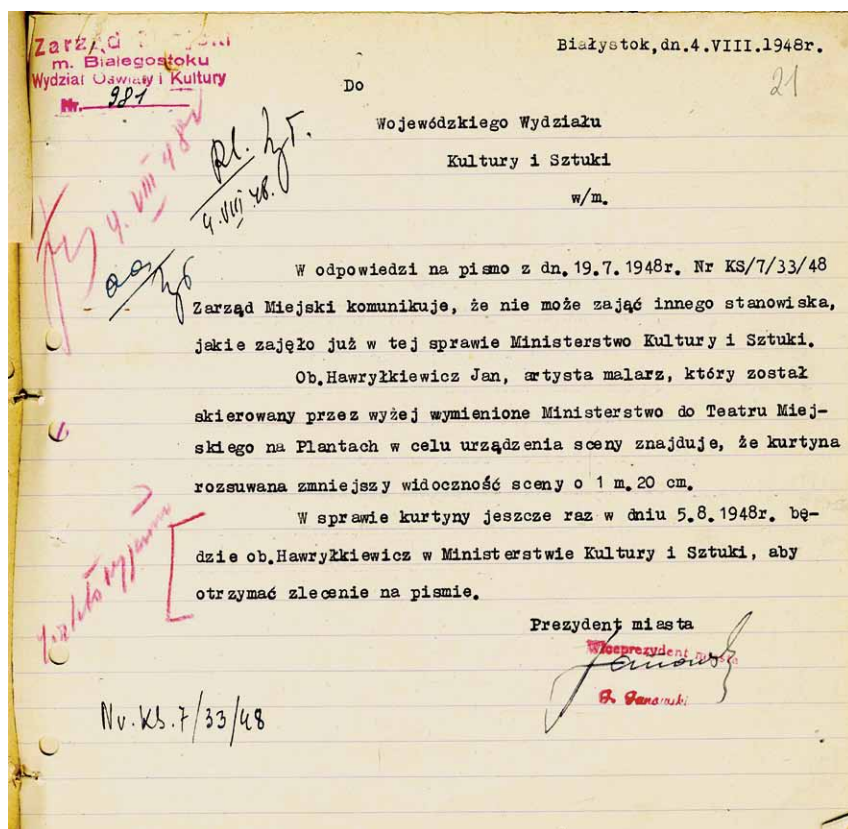 Zarząd Miejski
m. Białegostoku
Wydział Oświaty i Kultury
Nr. 981
Białystok,dn.4.VIII.1948r.
21
Do
Wojewódzkiego Wydziału
Kultury i Sztuki
w/m.
4.VIII 48
4.VIII 48.
W odpowiedzi na pismo z dn.19.7.1948r. Nr KS/7/33/48
Zarząd Miejski komunikuje, że nie może zająć innego stanowiska,
jakie zajęło już w tej sprawie Ministerstwo Kultury i Sztuki.
Ob.Hawryłkiewicz Jan, artysta malarz, który został
skierowany przez wyżej wymienione Ministerstwo do Teatru Miej-
skiego na Plantach w celu urządzenia sceny znajduje, że kurtyna
rozsuwana zmniejszy widoczność sceny o 1 m.20 cm.
W sprawie kurtyny jeszcze raz w dniu 5.8.1948r. bę-
dzie ob.Hawryłkiewicz w Ministerstwie Kultury i Sztuki, aby
otrzymać zlecenie na piśmie.
Prezydent miasta
Wiceprezydent miasta
Nr.KS.7/33/48